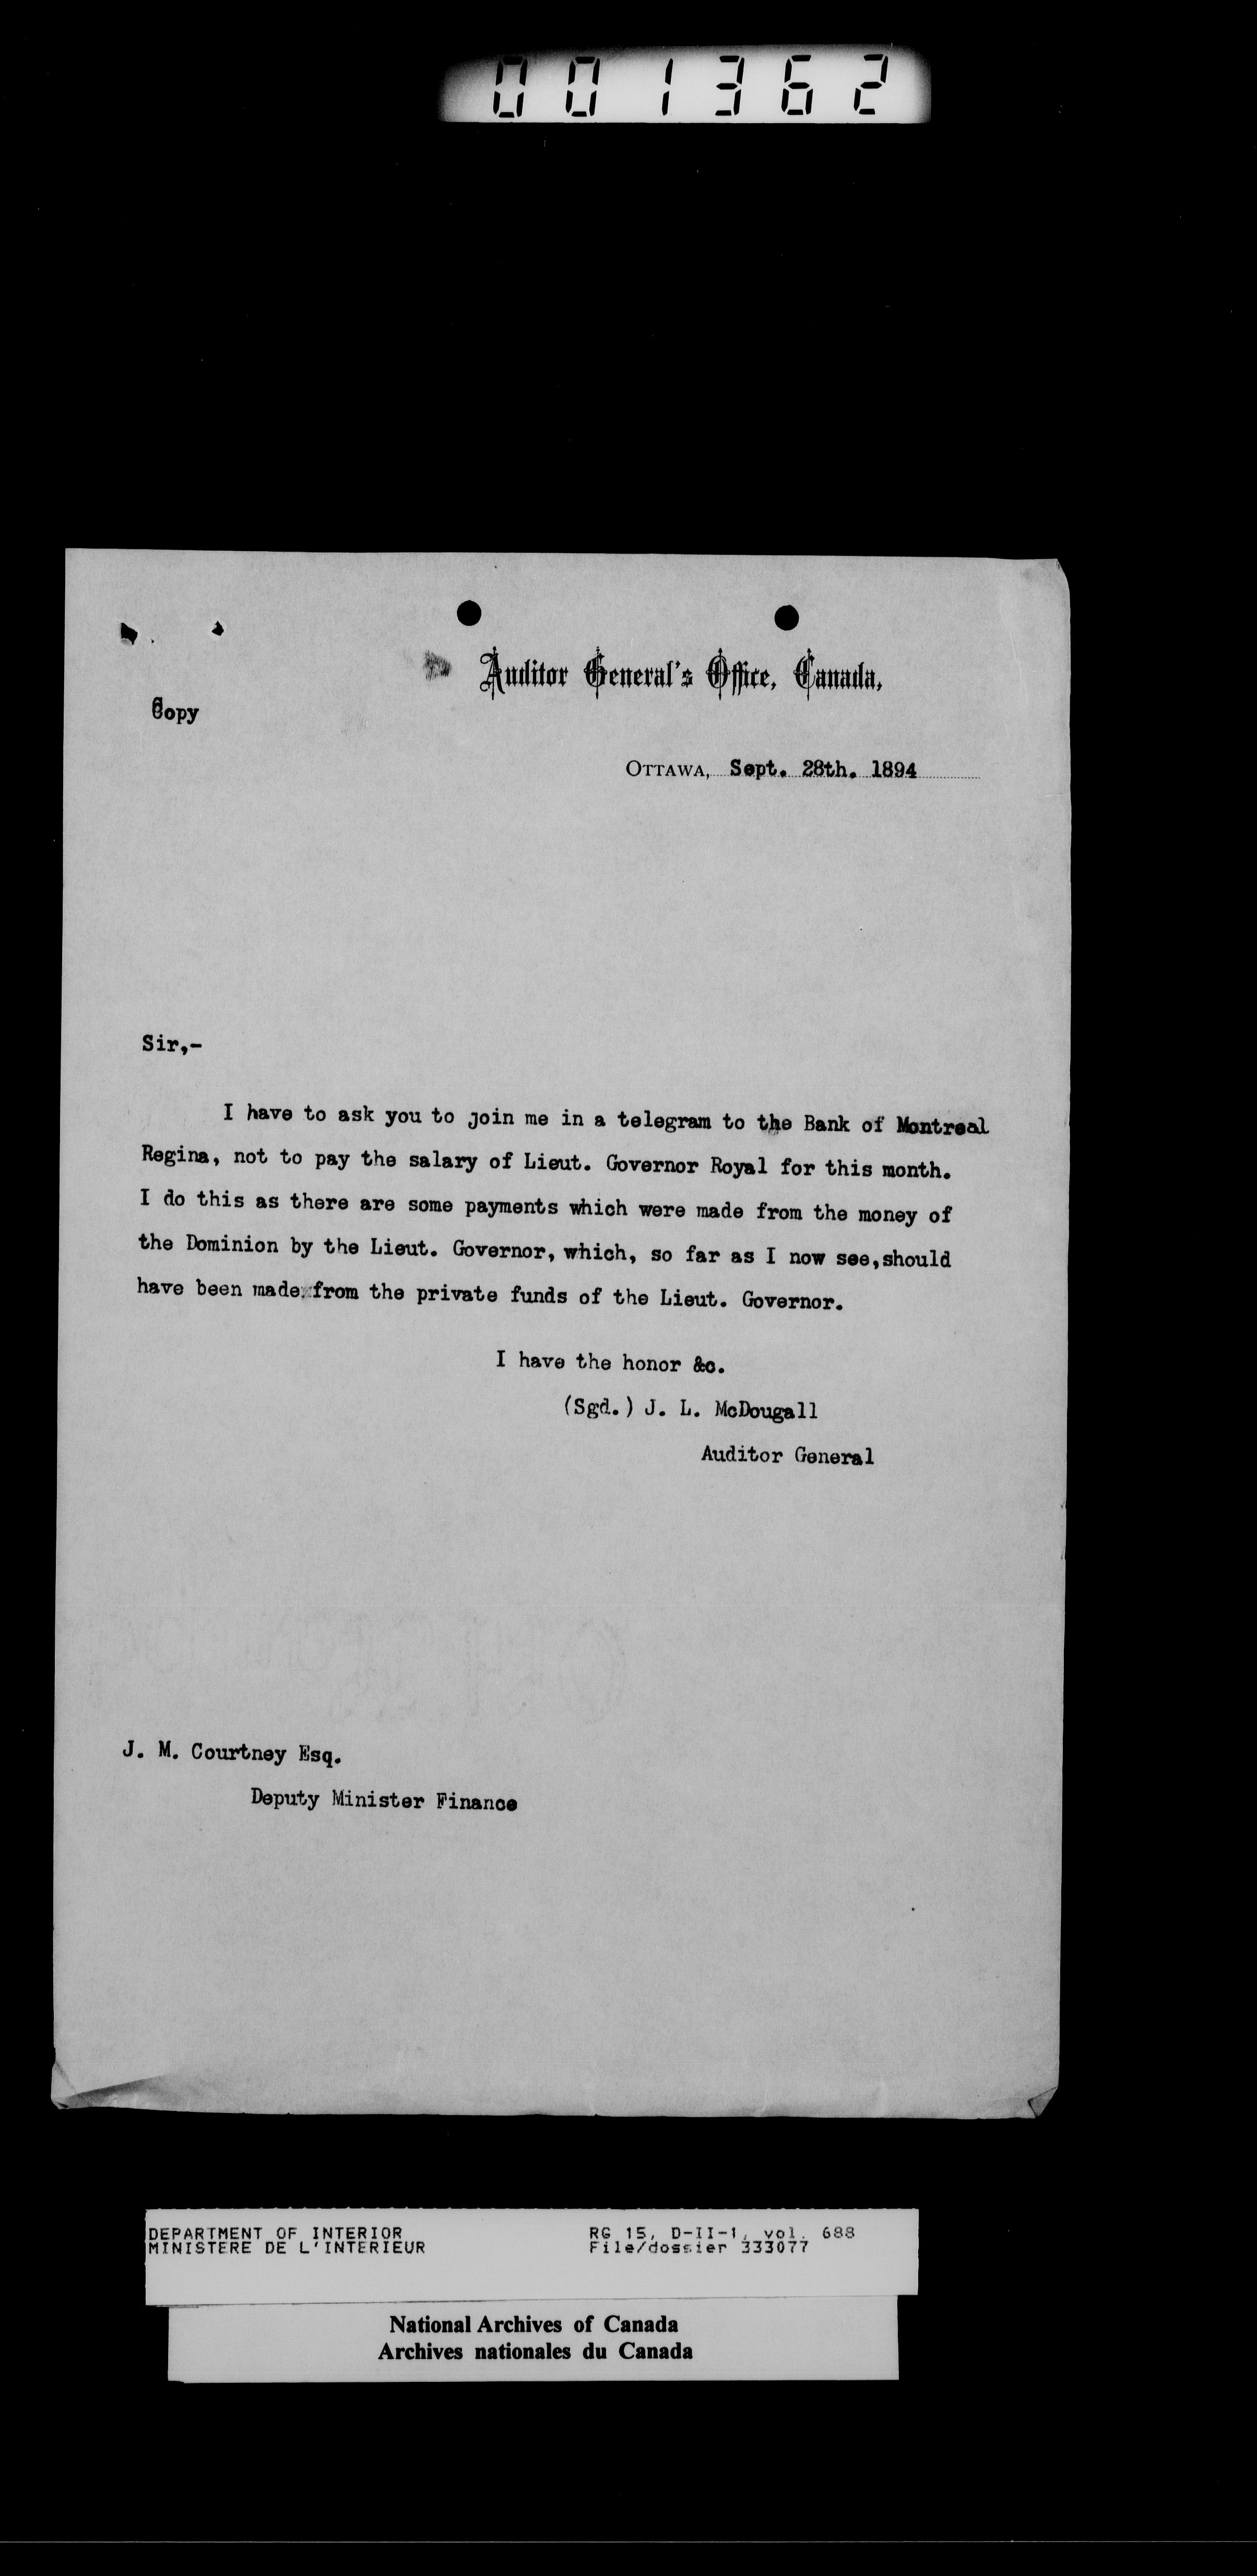 001362
Auditor General's Office, Canada,
Copy
OTTAWA, Sept. 28th. 1894
Sir,-
I have to ask you to join me in a telegram to the Bank of Montreal
Regina, not to pay the salary of Lieut. Governor Royal for this month.
I do this as there are some payments which were made from the money of
the Dominion by the Lieut. Governor, which, so far as I now see, should
have been made from the private funds of the Lieut. Governor.
I have the honor &c.
(Sgd.) J. L. McDougall
Auditor General
J. M. Courtney Esq.
Deputy Minister Finance
DEPARTMENT OF INTERIOR RG 15, D-II-1, vol. 688
MINISTERE DE L'INTERIEUR File/dossier 333077
National Archives of Canada
Archives nationales du Canada